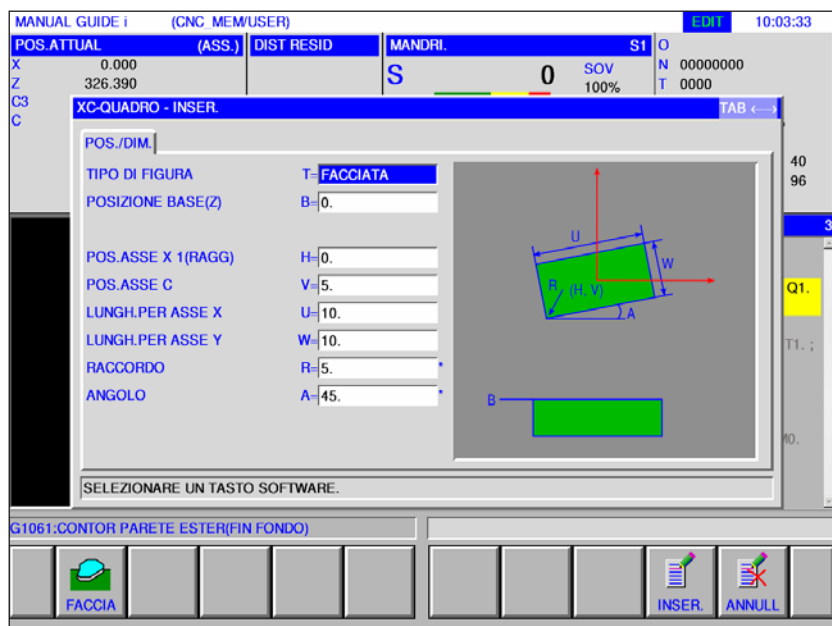 MANUAL GUIDE i (CNC_MEM/USER) EDIT 10:03:33
POS.ATTUAL (ASS.) DIST RESID MANDRI. S1 O
X 0.000 N 00000000
Z 326.390 S 0 SOV 100% T 0000
C3
C
XC-QUADRO - INSER. TAB ←→
POS./DIM.
TIPO DI FIGURA T=FACCIATA
POSIZIONE BASE(Z) B=0.
POS.ASSE X 1(RAGG) H=0.
POS.ASSE C V=5.
LUNGH.PER ASSE X U=10.
LUNGH.PER ASSE Y W=10.
RACCORDO R=5. *
ANGOLO A=45. *
U
W
R (H, V)
A
B
40
96
3
Q1.
T1. ;
M0.
SELEZIONARE UN TASTO SOFTWARE.
G1061:CONTOR PARETE ESTER(FIN FONDO)
FACCIA INSER. ANNULL